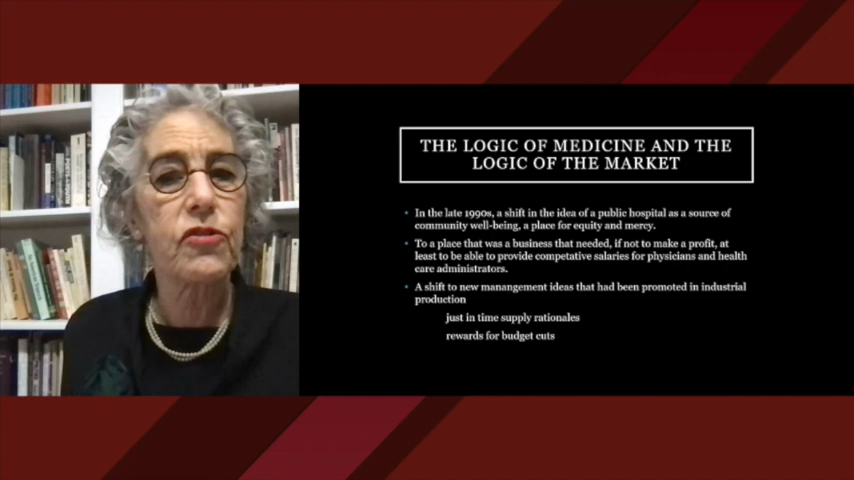 THE LOGIC OF MEDICINE AND THE
LOGIC OF THE MARKET
In the late 1990s, a shift in the idea of a public hospital as a source of
community well-being, a place for equity and mercy.
To a place that was a business that needed, if not to make a profit, at
least to be able to provide competative salaries for physicians and health
care administrators.
A shift to new manangement ideas that had been promoted in industrial
production
just in time supply rationales
rewards for budget cuts